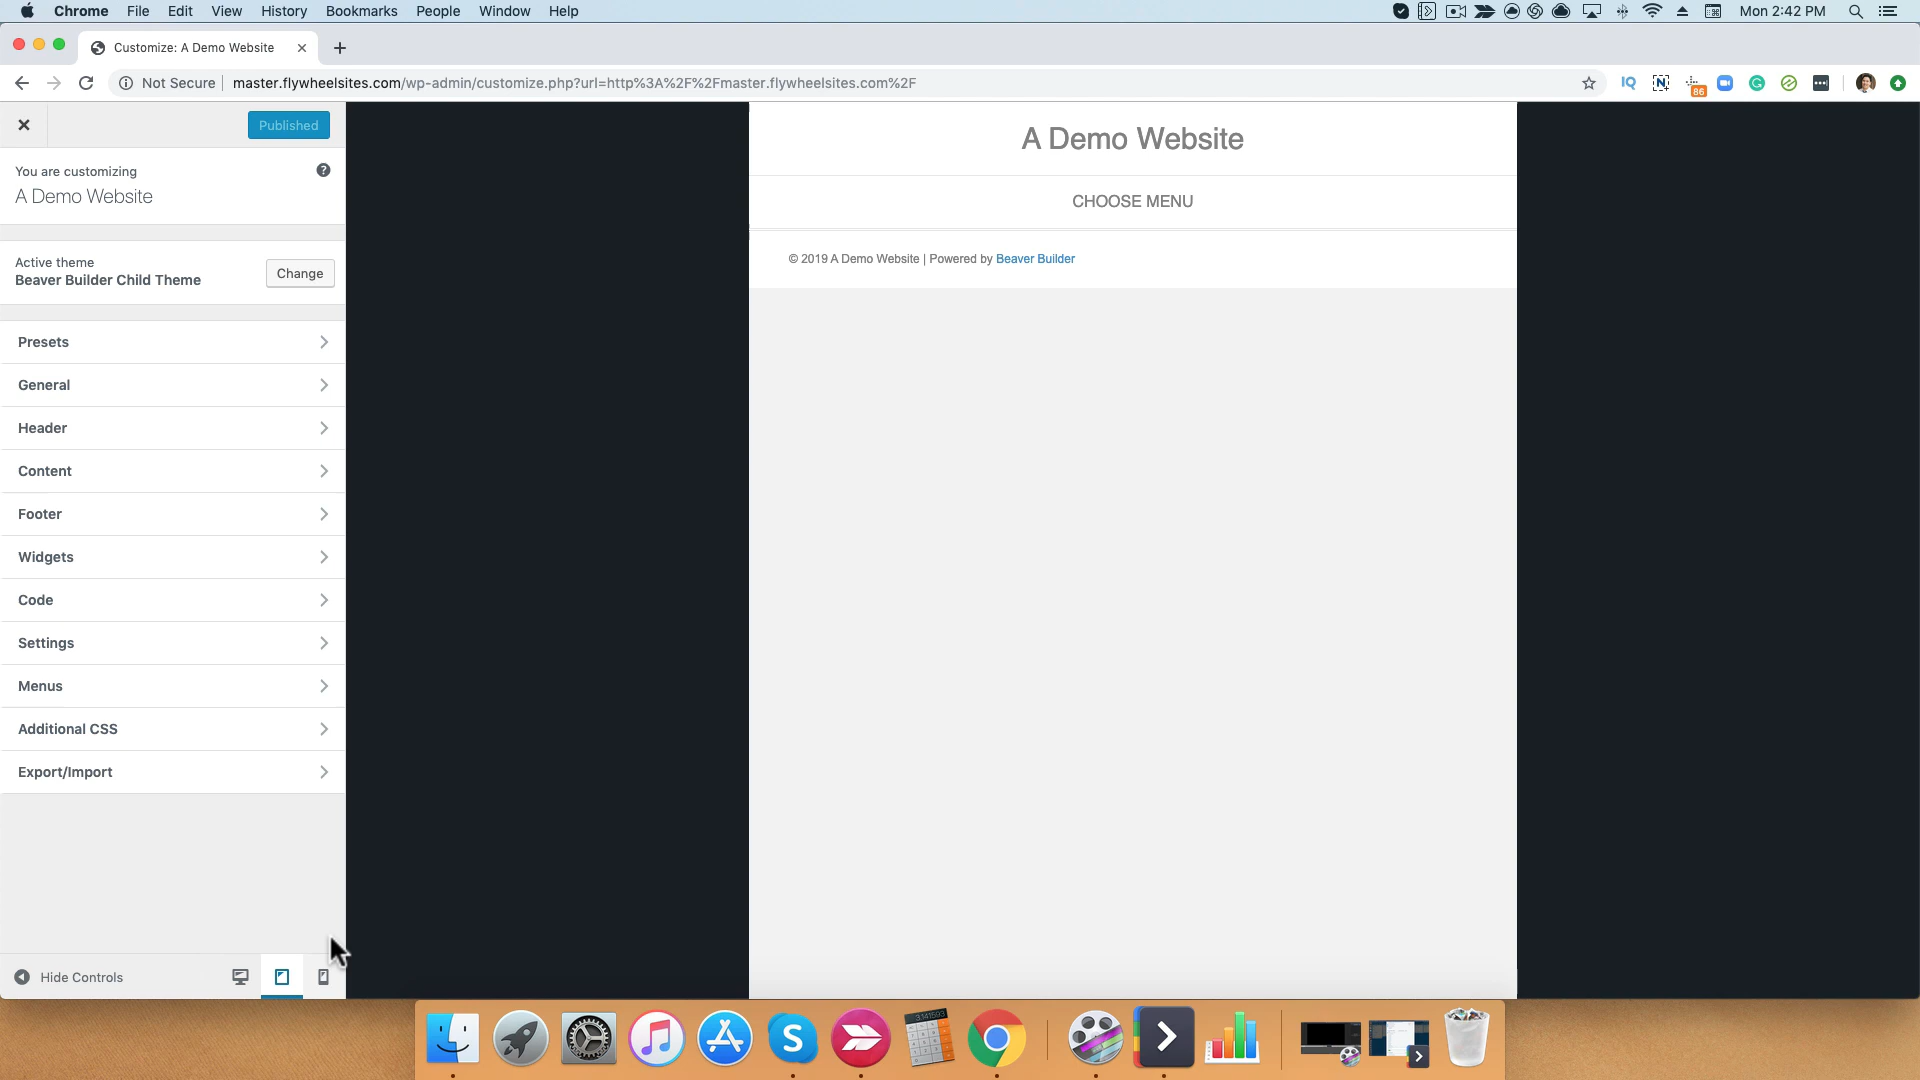 Chrome File Edit View History Bookmarks People Window Help Mon 2:42 PM
Customize: A Demo Website
Not Secure master.flywheelsites.com/wp-admin/customize.php?url=http%3A%2F%2Fmaster.flywheelsites.com%2F
IQ
N
86
Published
You are customizing
A Demo Website
Active theme
Beaver Builder Child Theme
Change
Presets
General
Header
Content
Footer
Widgets
Code
Settings
Menus
Additional CSS
Export/Import
Hide Controls
A Demo Website
CHOOSE MENU
© 2019 A Demo Website | Powered by Beaver Builder
3.141593